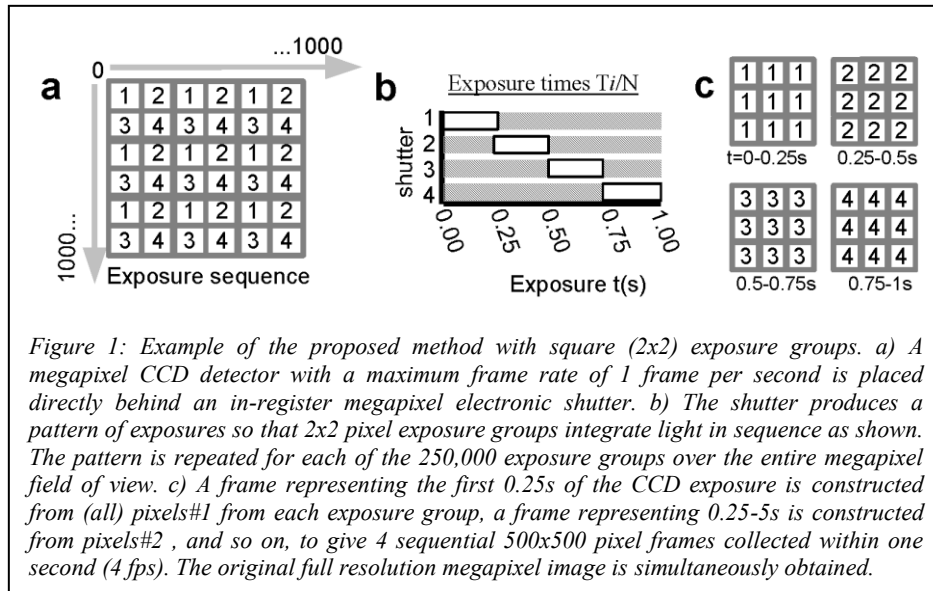 ...1000
a
0
1 2 1 2 1 2
3 4 3 4 3 4
1 2 1 2 1 2
3 4 3 4 3 4
1 2 1 2 1 2
3 4 3 4 3 4
1000...
Exposure sequence
b
Exposure times Ti/N
shutter
1
2
3
4
0.00
0.25
0.50
0.75
1.00
Exposure t(s)
c
1 1 1
1 1 1
1 1 1
t=0-0.25s
2 2 2
2 2 2
2 2 2
0.25-0.5s
3 3 3
3 3 3
3 3 3
0.5-0.75s
4 4 4
4 4 4
4 4 4
0.75-1s
Figure 1: Example of the proposed method with square (2x2) exposure groups. a) A
megapixel CCD detector with a maximum frame rate of 1 frame per second is placed
directly behind an in-register megapixel electronic shutter. b) The shutter produces a
pattern of exposures so that 2x2 pixel exposure groups integrate light in sequence as shown.
The pattern is repeated for each of the 250,000 exposure groups over the entire megapixel
field of view. c) A frame representing the first 0.25s of the CCD exposure is constructed
from (all) pixels#1 from each exposure group, a frame representing 0.25-5s is constructed
from pixels#2 , and so on, to give 4 sequential 500x500 pixel frames collected within one
second (4 fps). The original full resolution megapixel image is simultaneously obtained.